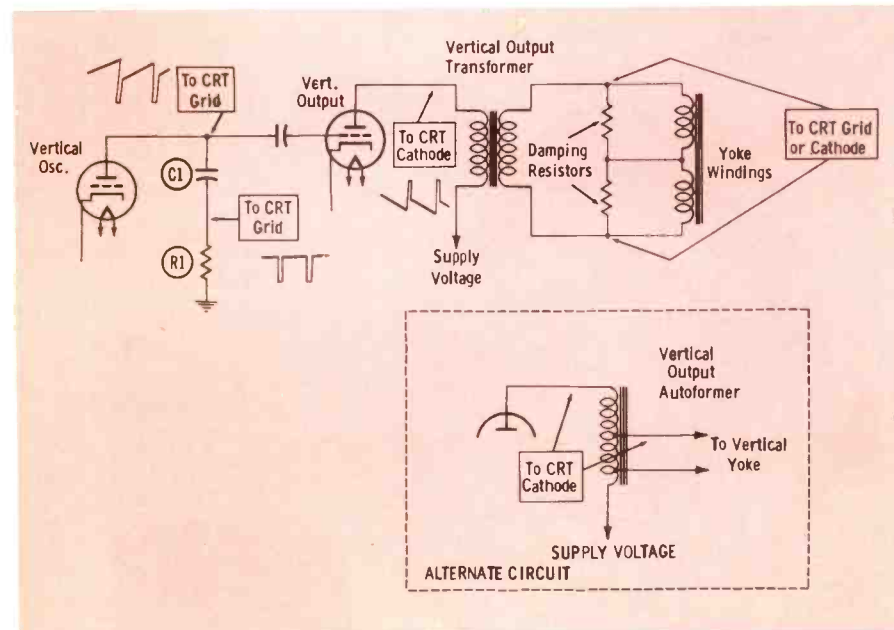 Vertical Output
Transformer
To CRT
Grid
Vert.
Output
Vertical
Osc.
To CRT
Cathode
Damping
Resistors
Yoke
Windings
To CRT Grid
or Cathode
C1
To CRT
Grid
R1
Supply
Voltage
Vertical
Output
Autoformer
To CRT
Cathode
To Vertical
Yoke
SUPPLY VOLTAGE
ALTERNATE CIRCUIT